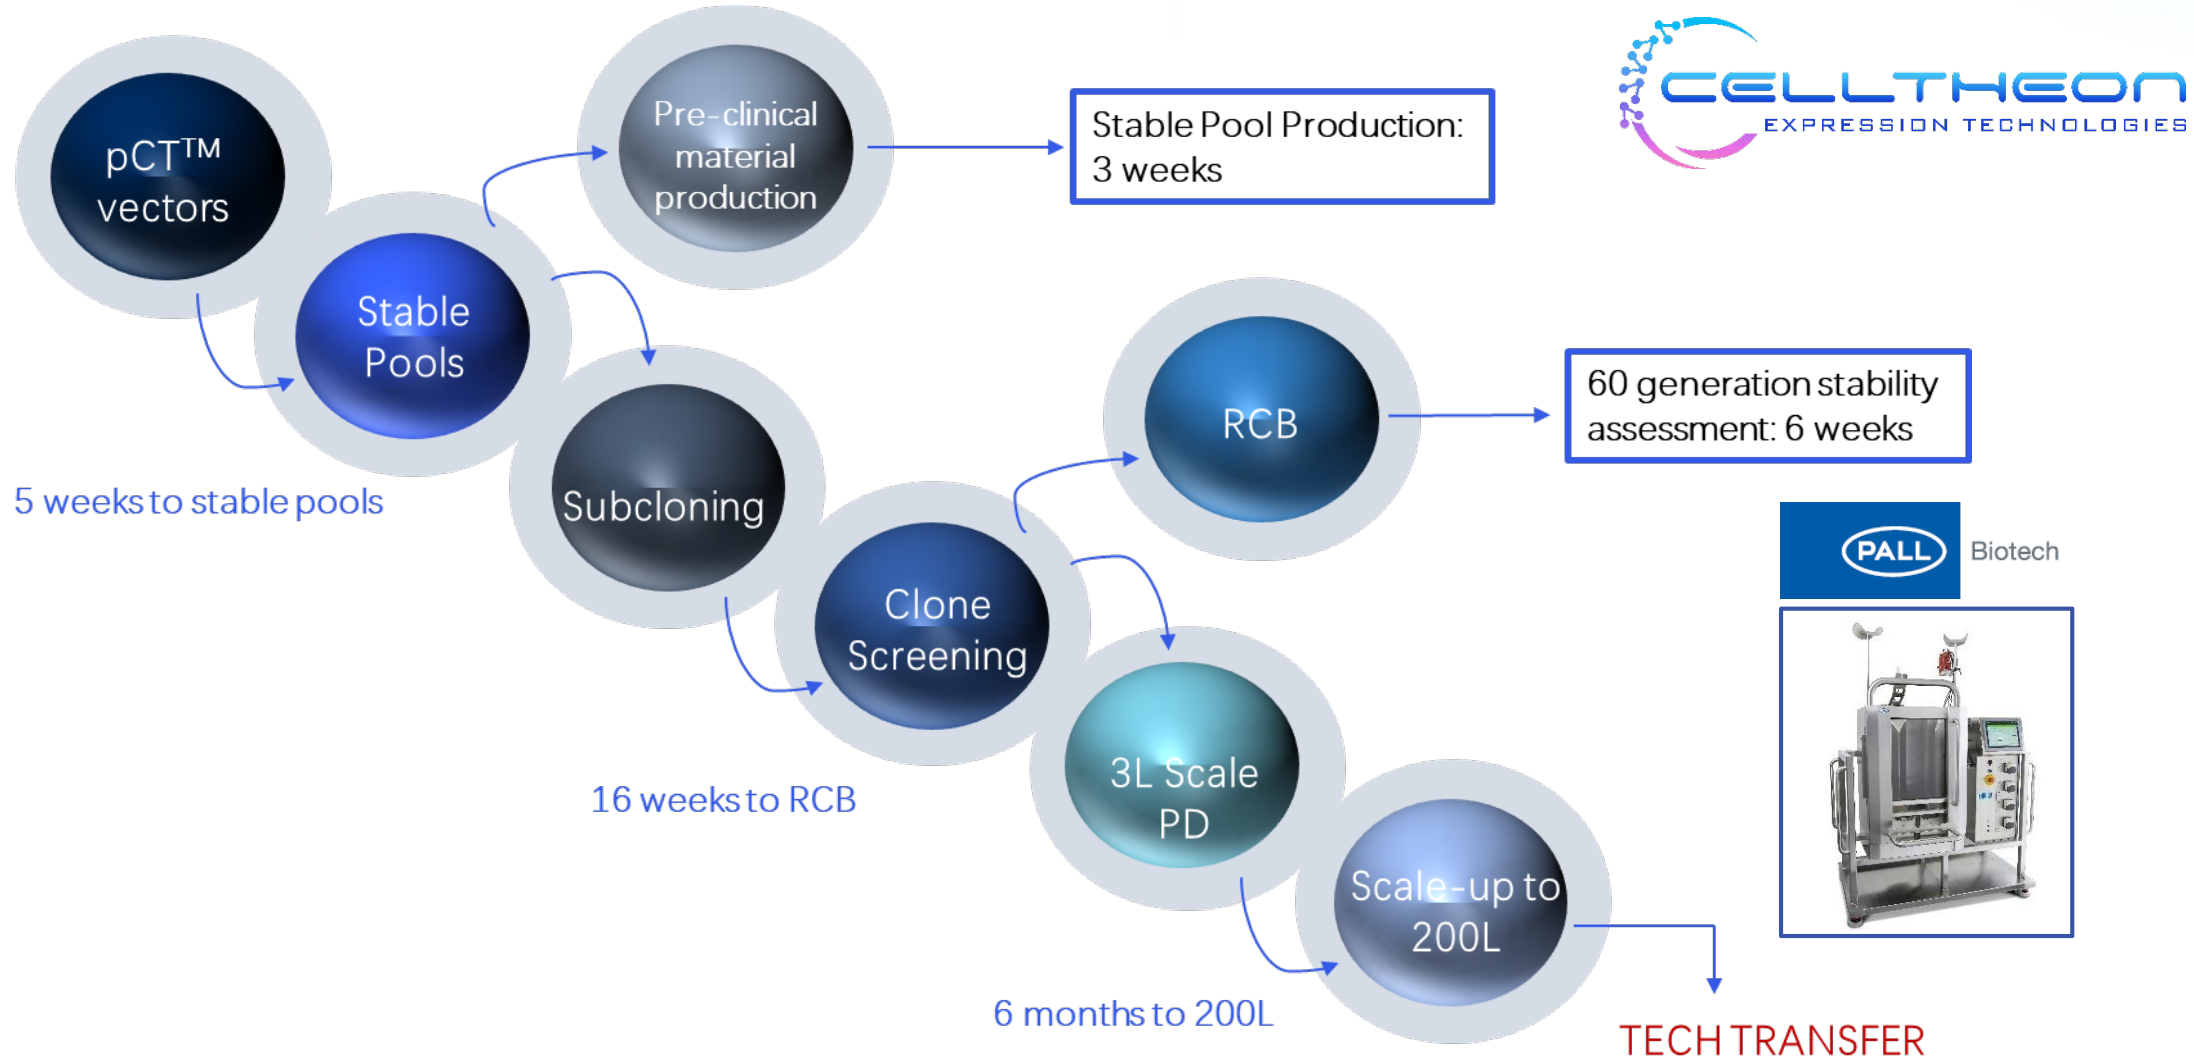 pCT™
vectors
Pre-clinical
material
production
Stable Pool Production:
3 weeks
CELLTHEON
EXPRESSION TECHNOLOGIES
Stable
Pools
5 weeks to stable pools
Subcloning
RCB
60 generation stability
assessment: 6 weeks
Clone
Screening
16 weeks to RCB
PALL
Biotech
3L Scale
PD
Scale-up to
200L
6 months to 200L
TECH TRANSFER